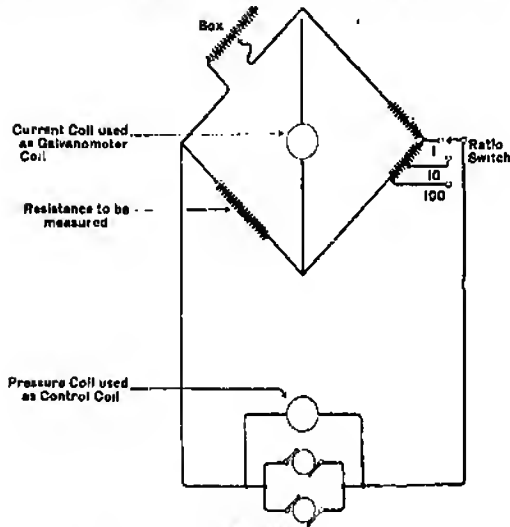 Box
Current Coil used
as Galvanometer
Coil
Ratio
Switch
1
10
100
Resistance to be
measured
Pressure Coil used
as Control Coil